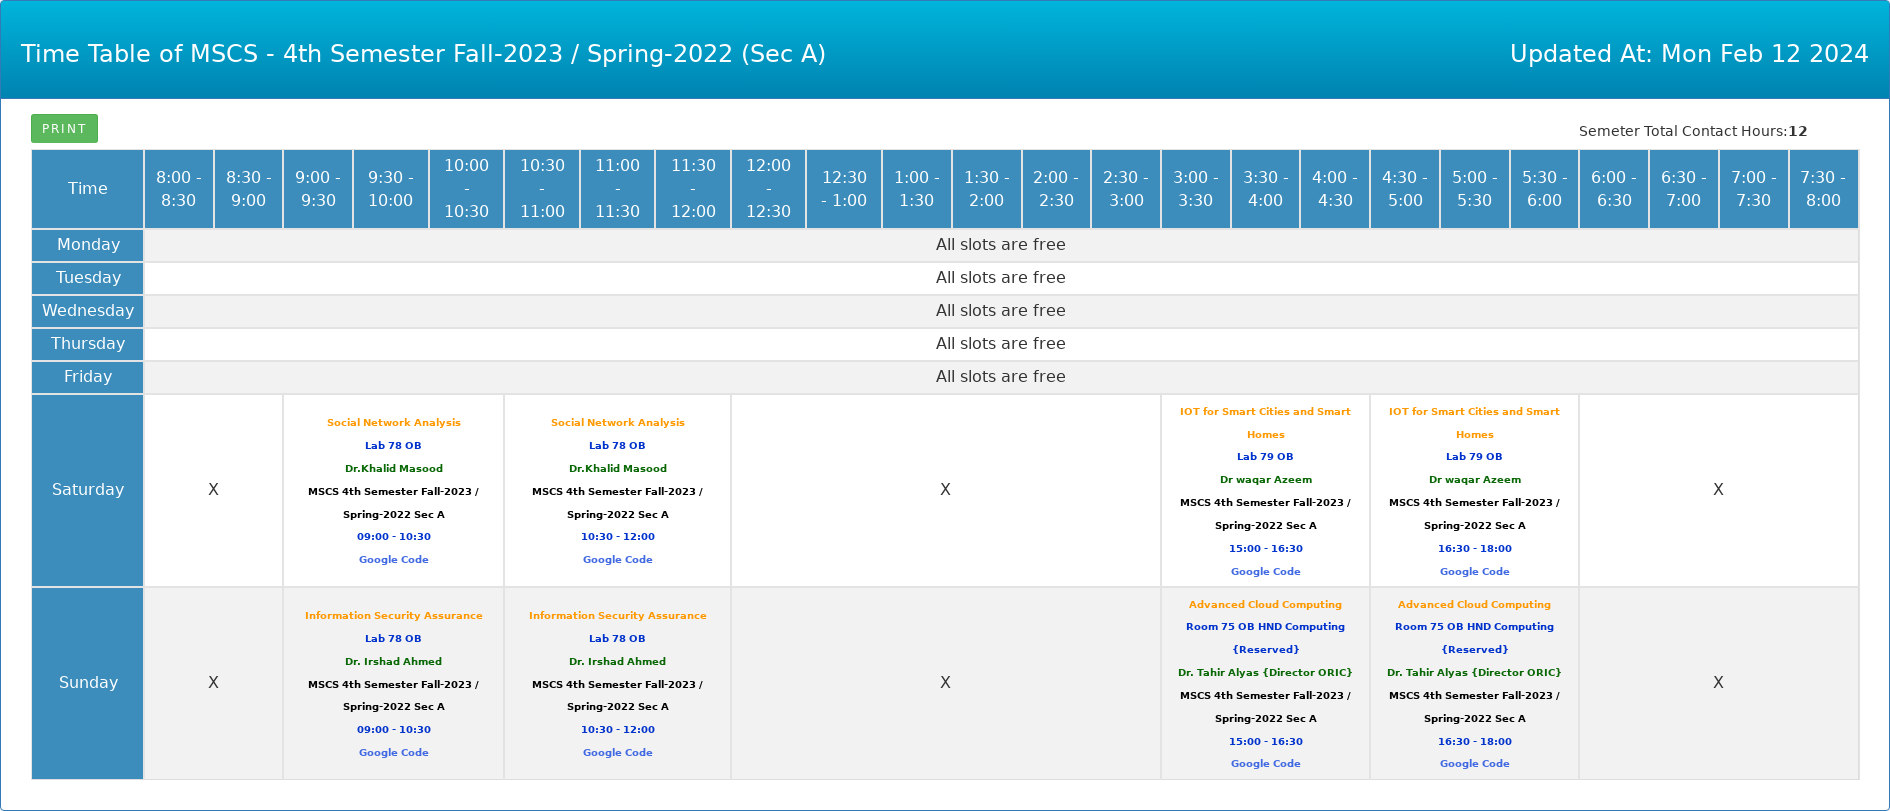 Time Table of MSCS - 4th Semester Fall-2023 / Spring-2022 (Sec A)
Updated At: Mon Feb 12 2024
PRINT
Semeter Total Contact Hours:12
Time
8:00 -
8:30
8:30 -
9:00
9:00 -
9:30
9:30 -
10:00
10:00
-
10:30
10:30
-
11:00
11:00
-
11:30
11:30
-
12:00
12:00
-
12:30
12:30
- 1:00
1:00 -
1:30
1:30 -
2:00
2:00 -
2:30
2:30 -
3:00
3:00 -
3:30
3:30 -
4:00
4:00 -
4:30
4:30 -
5:00
5:00 -
5:30
5:30 -
6:00
6:00 -
6:30
6:30 -
7:00
7:00 -
7:30
7:30 -
8:00
Monday
All slots are free
Tuesday
All slots are free
Wednesday
All slots are free
Thursday
All slots are free
Friday
All slots are free
Saturday
X
Social Network Analysis
Lab 78 OB
Dr.Khalid Masood
MSCS 4th Semester Fall-2023 /
Spring-2022 Sec A
09:00 - 10:30
Google Code
Social Network Analysis
Lab 78 OB
Dr.Khalid Masood
MSCS 4th Semester Fall-2023 /
Spring-2022 Sec A
10:30 - 12:00
Google Code
X
IOT for Smart Cities and Smart
Homes
Lab 79 OB
Dr waqar Azeem
MSCS 4th Semester Fall-2023 /
Spring-2022 Sec A
15:00 - 16:30
Google Code
IOT for Smart Cities and Smart
Homes
Lab 79 OB
Dr waqar Azeem
MSCS 4th Semester Fall-2023 /
Spring-2022 Sec A
16:30 - 18:00
Google Code
X
Sunday
X
Information Security Assurance
Lab 78 OB
Dr. Irshad Ahmed
MSCS 4th Semester Fall-2023 /
Spring-2022 Sec A
09:00 - 10:30
Google Code
Information Security Assurance
Lab 78 OB
Dr. Irshad Ahmed
MSCS 4th Semester Fall-2023 /
Spring-2022 Sec A
10:30 - 12:00
Google Code
X
Advanced Cloud Computing
Room 75 OB HND Computing
{Reserved}
Dr. Tahir Alyas {Director ORIC}
MSCS 4th Semester Fall-2023 /
Spring-2022 Sec A
15:00 - 16:30
Google Code
Advanced Cloud Computing
Room 75 OB HND Computing
{Reserved}
Dr. Tahir Alyas {Director ORIC}
MSCS 4th Semester Fall-2023 /
Spring-2022 Sec A
16:30 - 18:00
Google Code
X